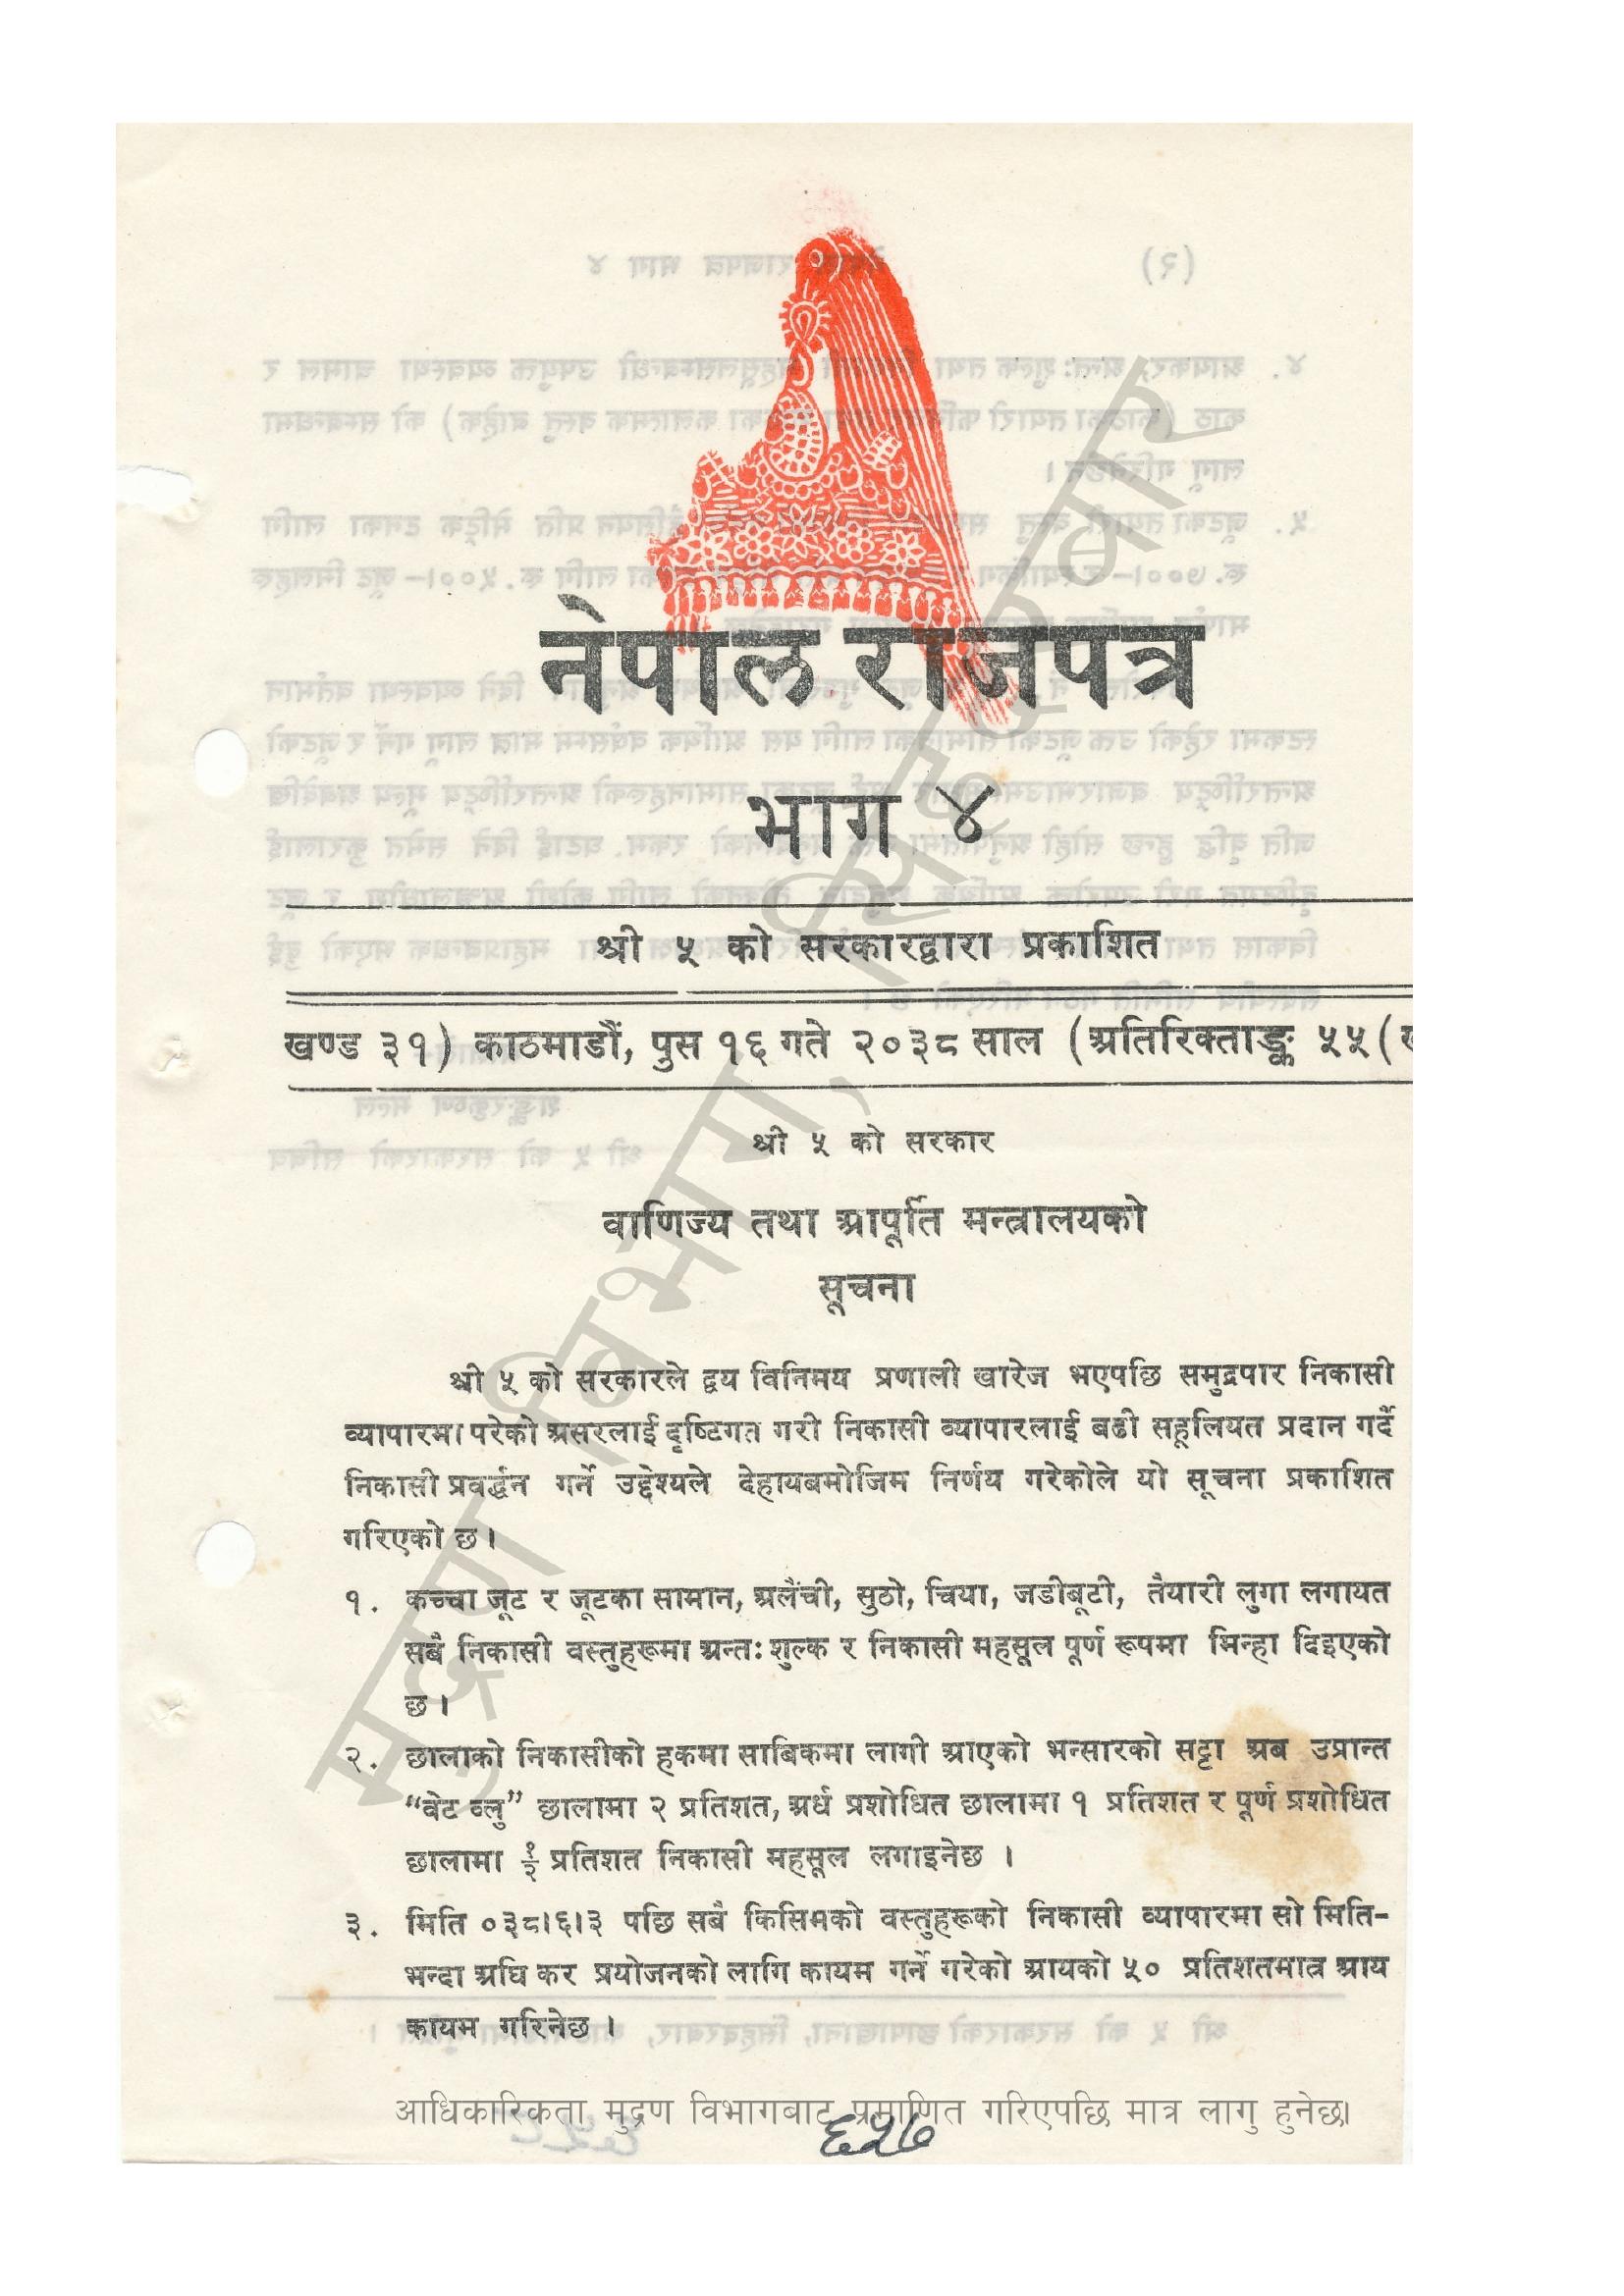 नेपाल राजपत्र
भाग ४
श्री ५ को सरकारद्वारा प्रकाशित
खण्ड ३१) काठमाडौं, पुस १६ गते २०३८ साल (अतिरिक्ताङ्क ५५(
श्री ५ को सरकार
वाणिज्य तथा आपूर्ति मन्त्रालयको
सूचना
श्री ५ को सरकारले द्वय विनिमय प्रणाली खारेज भएपछि समुद्रपार निकासी
व्यापारमा परेको असरलाई दृष्टिगत गरी निकासी व्यापारलाई बढी सहूलियत प्रदान गर्दै
निकासी प्रवर्द्धन गर्ने उद्देश्यले देहायबमोजिम निर्णय गरेकोले यो सूचना प्रकाशित
गरिएको छ।
१. कच्चा जूट र जूटका सामान, अलैंची, सुठो, चिया, जडीबूटी, तैयारी लुगा लगायत
सबै निकासी वस्तुहरूमा अन्तः शुल्क र निकासी महसूल पूर्ण रूपमा मिन्हा दिइएको
छ।
२. छालाको निकासीको हकमा साबिकमा लागी आएको भन्सारको सट्टा अब उप्रान्त
“वेट ब्लु” छालामा २ प्रतिशत, अर्ध प्रशोधित छालामा १ प्रतिशत र पूर्ण प्रशोधित
छालामा १/२ प्रतिशत निकासी महसूल लगाइनेछ ।
३. मिति ०३८।६।३ पछि सबै किसिमको वस्तुहरूको निकासी व्यापारमा सो मिति-
भन्दा अघि कर प्रयोजनको लागि कायम गर्ने गरेको आयको ५० प्रतिशतमात्र आय
कायम गरिनेछ ।
आधिकारिकता मुद्रण विभागबाट प्रमाणित गरिएपछि मात्र लागु हुनेछ।
६५७
मुद्रण विभाग, सिंहदरबार